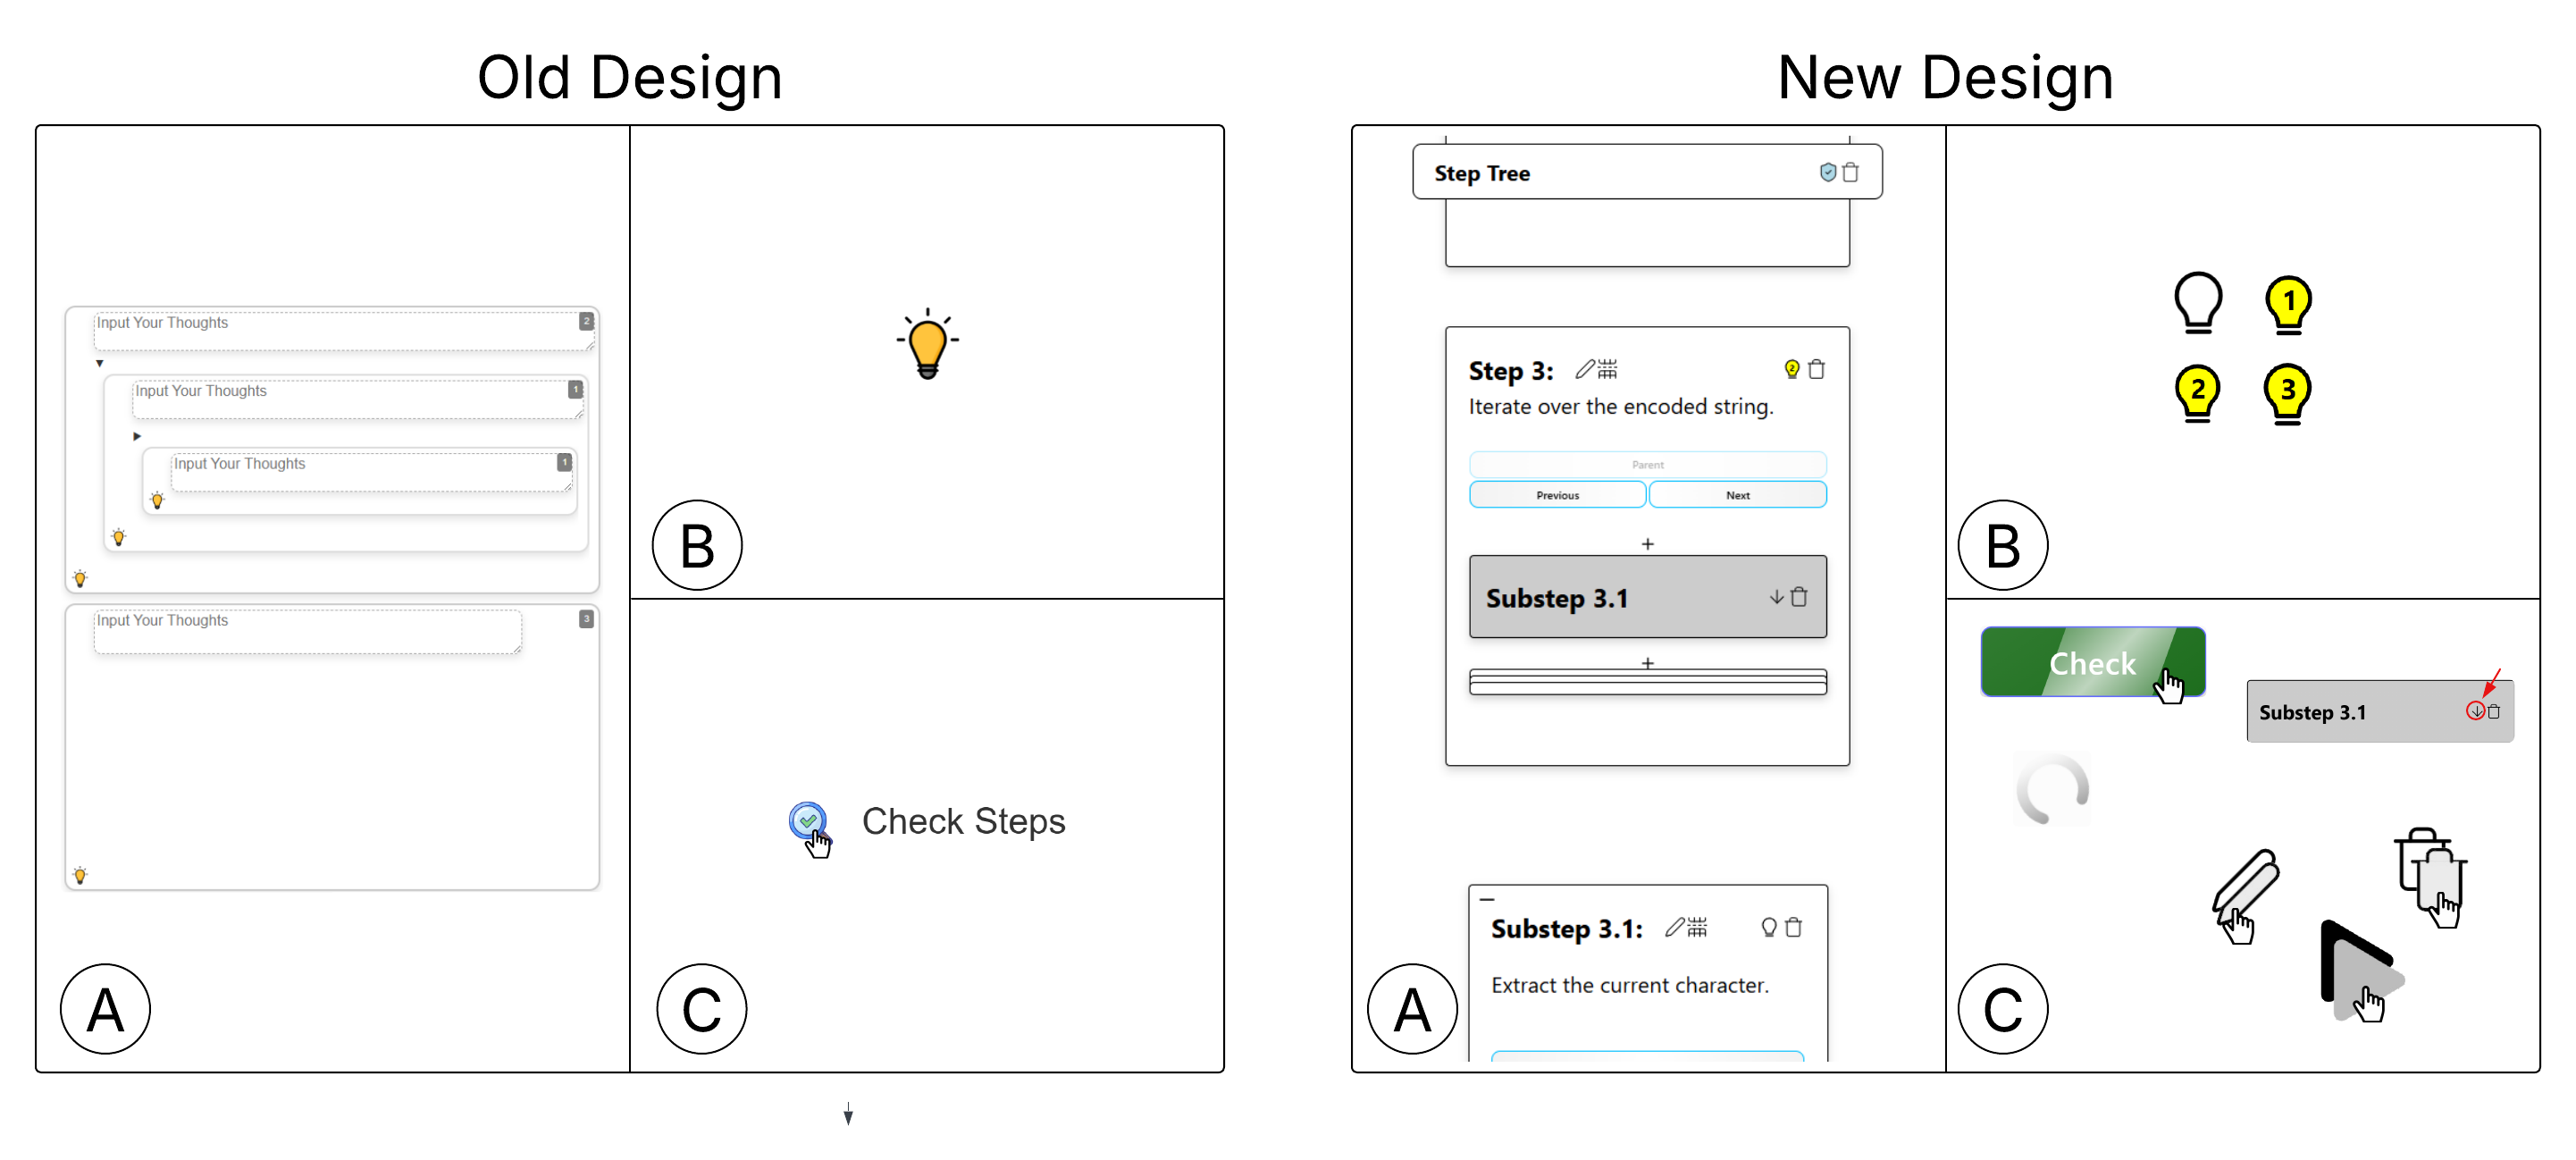 Old Design
Input Your Thoughts
2
Input Your Thoughts
1
Input Your Thoughts
1
Input Your Thoughts
3
A
B
Check Steps
C
New Design
Step Tree
Step 3:
2
Iterate over the encoded string.
Parent
Previous
Next
+
Substep 3.1
+
Substep 3.1:
Extract the current character.
A
1
2
3
B
Check
Substep 3.1
C